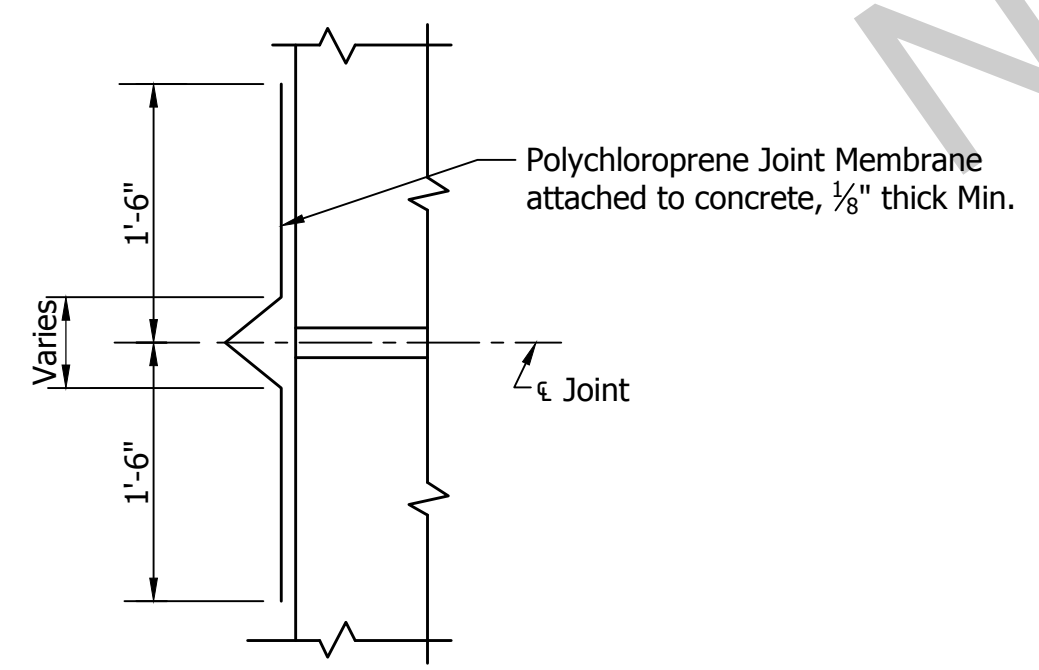 1'-6"
Polychloroprene Joint Membrane
attached to concrete, ⅛" thick Min.
Varies
℄ Joint
1'-6"